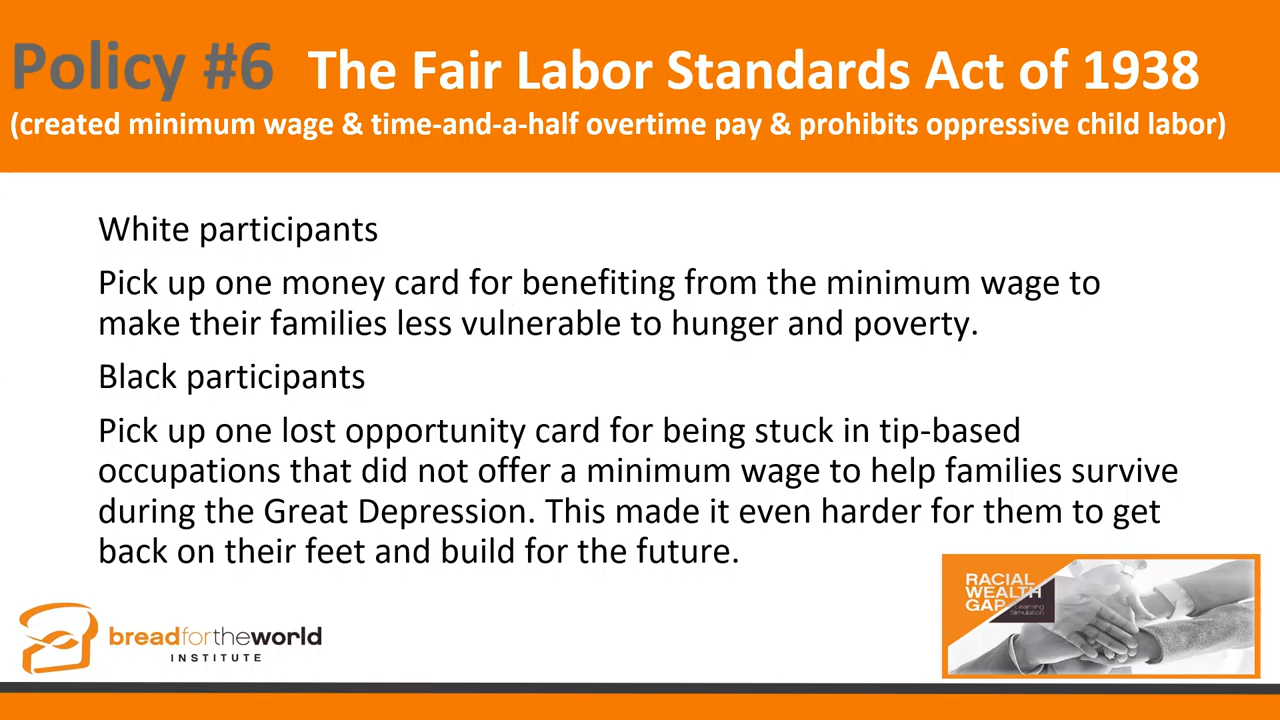 Policy #6 The Fair Labor Standards Act of 1938
(created minimum wage & time-and-a-half overtime pay & prohibits oppressive child labor)
White participants
Pick up one money card for benefiting from the minimum wage to
make their families less vulnerable to hunger and poverty.
Black participants
Pick up one lost opportunity card for being stuck in tip-based
occupations that did not offer a minimum wage to help families survive
during the Great Depression. This made it even harder for them to get
back on their feet and build for the future.
RACIAL
WEALTH
GAP
Learning
Simulation
breadfortheworld
INSTITUTE